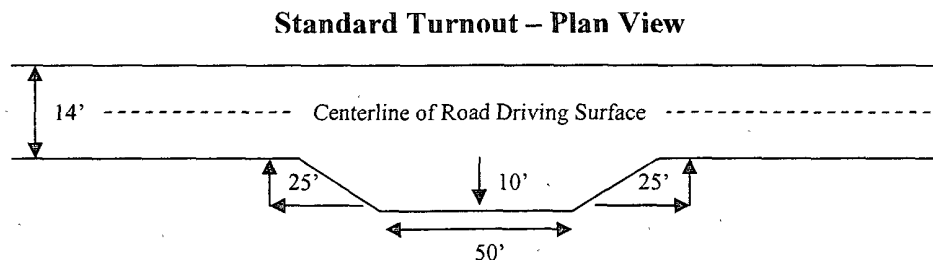 Standard Turnout – Plan View
14’
Centerline of Road Driving Surface
25’
10’
25’
50’